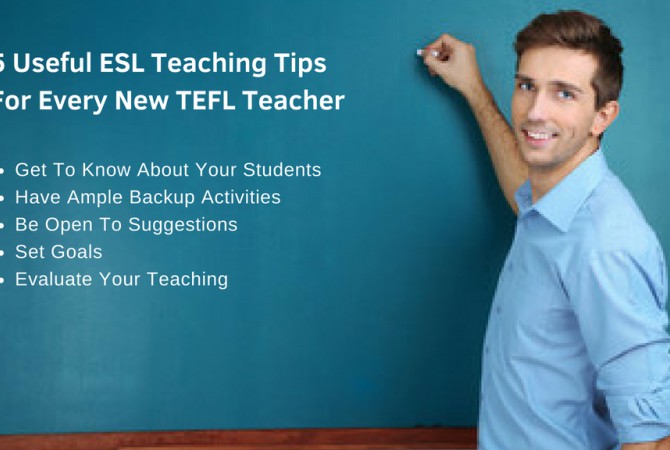 5 Useful ESL Teaching Tips
For Every New TEFL Teacher
• Get To Know About Your Students
• Have Ample Backup Activities
• Be Open To Suggestions
• Set Goals
• Evaluate Your Teaching